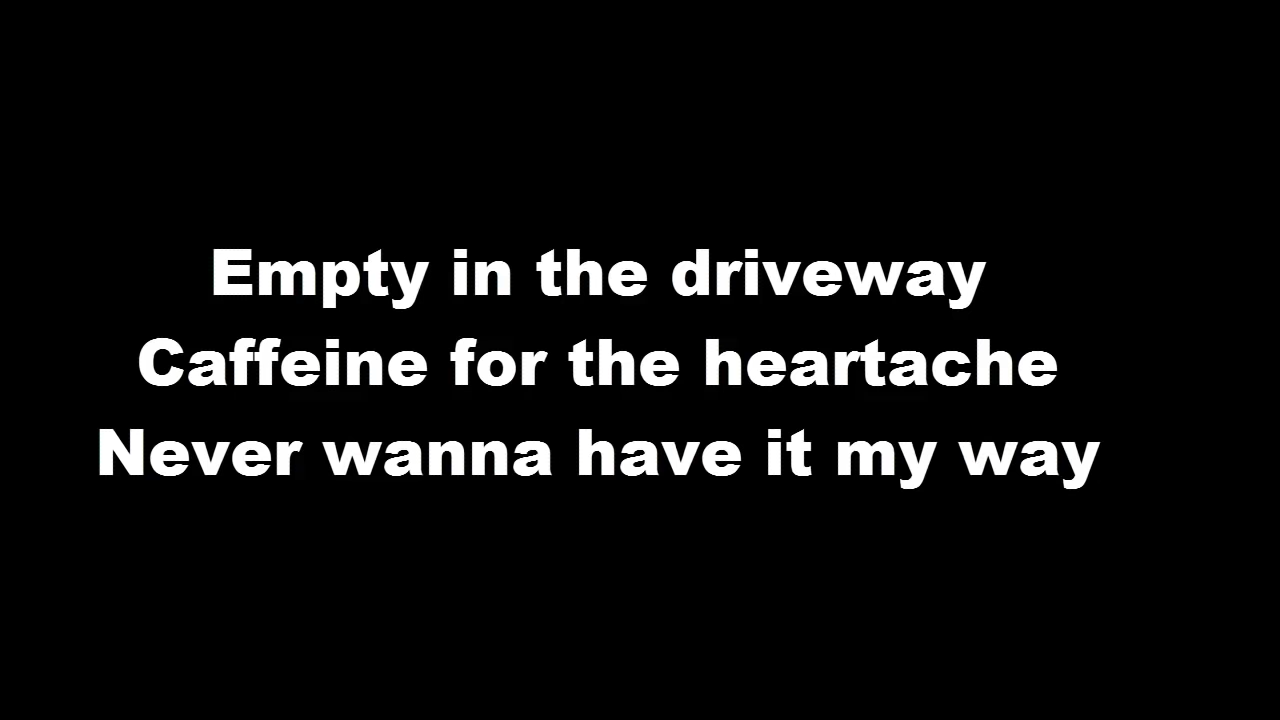 Empty in the driveway
Caffeine for the heartache
Never wanna have it my way